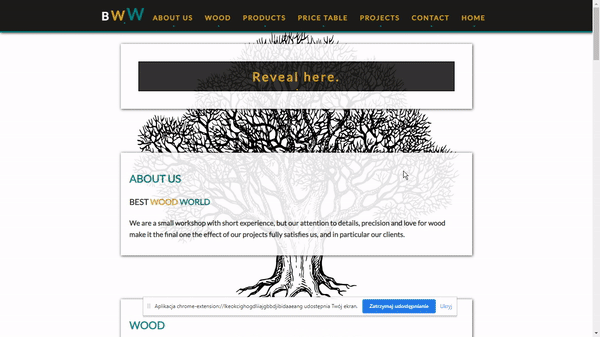 BWW ABOUT US WOOD PRODUCTS PRICE TABLE PROJECTS CONTACT HOME
Reveal here.
ABOUT US
BEST WOOD WORLD
We are a small workshop with short experience, but our attention to details, precision and love for wood
make it the final one the effect of our projects fully satisfies us, and in particular our clients.
Aplikacja chrome-extension://lkeokcighogdliiajgbbdjibidaaeang udostępnia Twój ekran. Zatrzymaj udostępnianie Ukryj
WOOD